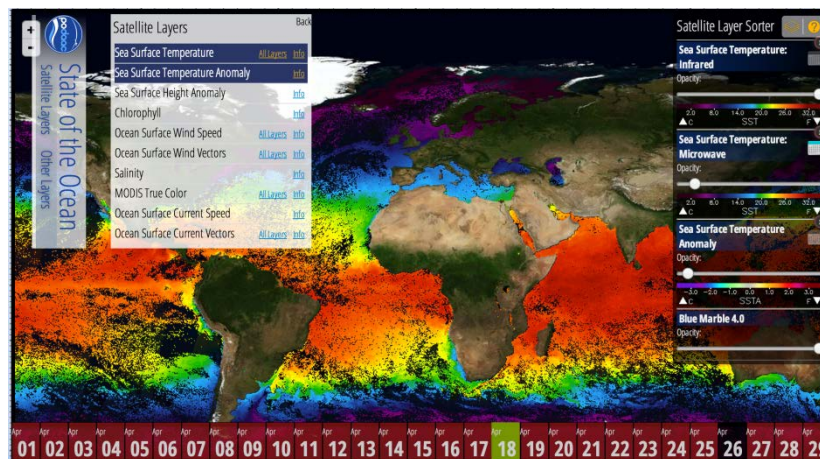 +
-
podaac
State of the Ocean
Satellite Layers Other Layers
Satellite Layers
Back
Sea Surface Temperature All Layers Info
Sea Surface Temperature Anomaly Info
Sea Surface Height Anomaly Info
Chlorophyll Info
Ocean Surface Wind Speed All Layers Info
Ocean Surface Wind Vectors All Layers Info
Salinity Info
MODIS True Color All Layers Info
Ocean Surface Current Speed Info
Ocean Surface Current Vectors All Layers Info
Satellite Layer Sorter ?
Sea Surface Temperature:
Infrared
Opacity:
2.0 8.0 14.0 20.0 26.0 32.0
▲C SST F▼
Sea Surface Temperature:
Microwave
Opacity:
2.0 8.0 14.0 20.0 26.0 32.0
▲C SST F▼
Sea Surface Temperature
Anomaly
Opacity:
-3.0 -2.0 -1.0 0.0 1.0 2.0 3.0
▲C SSTA F▼
Blue Marble 4.0
Opacity:
Apr Apr Apr Apr Apr Apr Apr Apr Apr Apr Apr Apr Apr Apr Apr Apr Apr Apr Apr Apr Apr Apr Apr Apr Apr Apr Apr Apr Apr
01 02 03 04 05 06 07 08 09 10 11 12 13 14 15 16 17 18 19 20 21 22 23 24 25 26 27 28 29